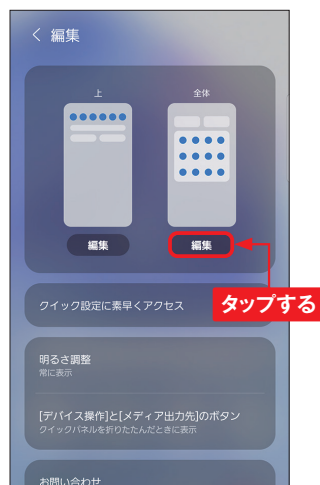 編集
上
全体
編集
編集
タップする
クイック設定に素早くアクセス
明るさ調整
常に表示
[デバイス操作]と[メディア出力先]のボタン
クイックパネルを折りたたんだときに表示
お問い合わせ